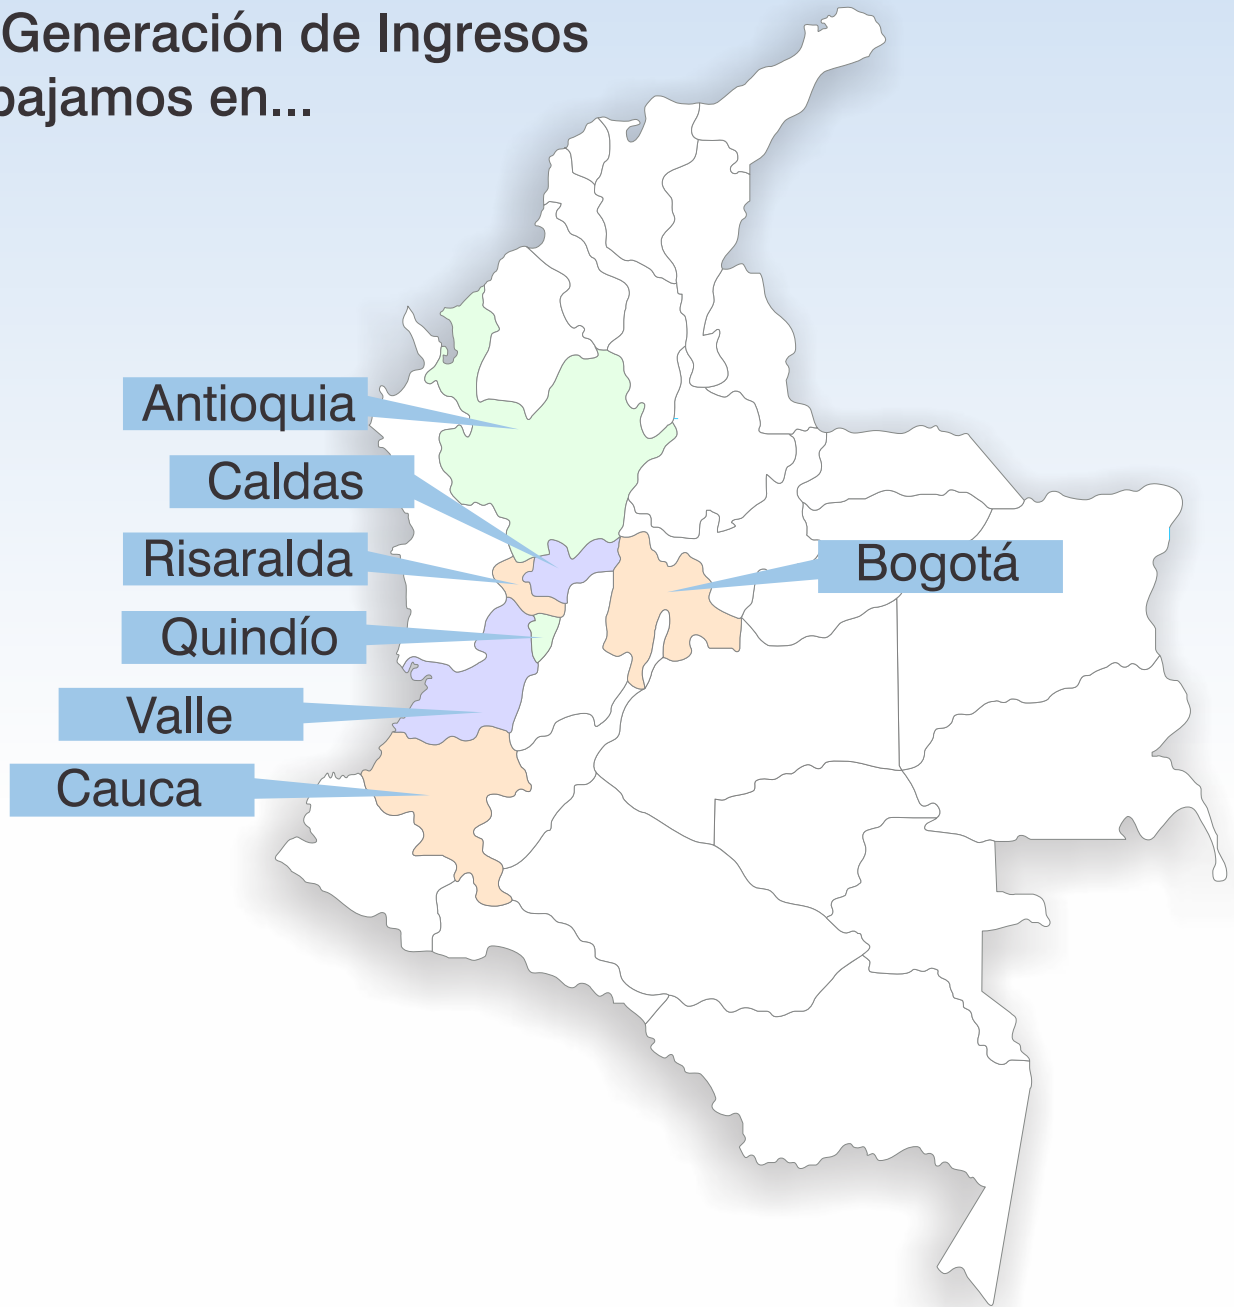 Generación de Ingresos
bajamos en...
Antioquia
Caldas
Risaralda
Bogotá
Quindío
Valle
Cauca